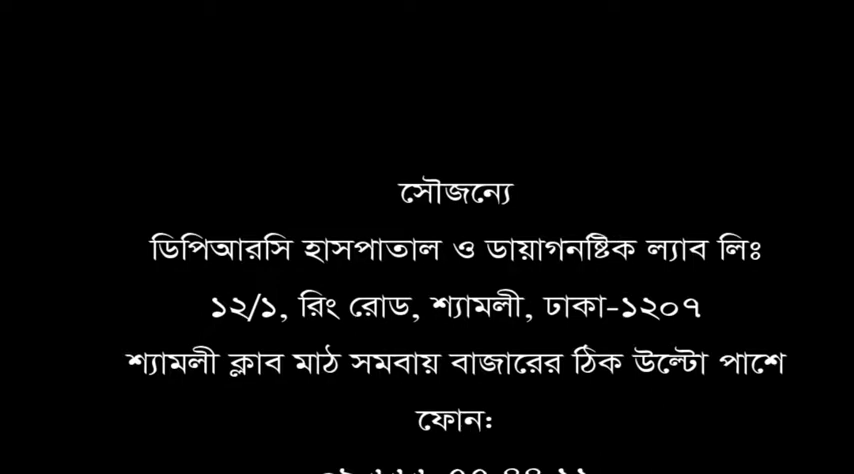 সৌজন্যে
ডিপিআরসি হাসপাতাল ও ডায়াগনষ্টিক ল্যাব লিঃ
১২/১, রিং রোড, শ্যামলী, ঢাকা-১২০৭
শ্যামলী ক্লাব মাঠ সমবায় বাজারের ঠিক উল্টো পাশে
ফোন: